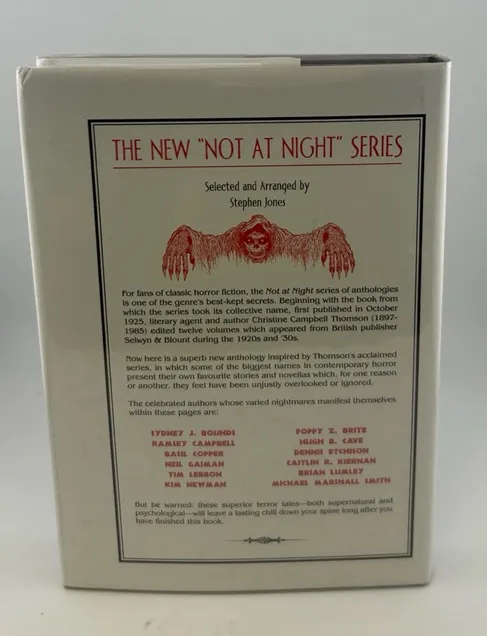 THE NEW "NOT AT NIGHT" SERIES
Selected and Arranged by
Stephen Jones
For fans of classic horror fiction, the Not at Night series of anthologies
is one of the genre's best-kept secrets. Beginning with the book from
which the series took its collective name, first published in October
1925, literary agent and author Christine Campbell Thomson (1897-
1985) edited twelve volumes which appeared from British publisher
Selwyn & Blount during the 1920s and '30s.
Now here is a superb new anthology inspired by Thomson's acclaimed
series, in which some of the biggest names in contemporary horror
present their own favourite stories and novellas which, for one reason
or another, they feel have been unjustly overlooked or ignored.
The celebrated authors whose varied nightmares manifest themselves
within these pages are:
SYDNEY J. BOUNDS
RAMSEY CAMPBELL
BASIL COPPER
NEIL GAIMAN
TIM LEBBON
KIM NEWMAN
POPPY Z. BRITE
HUGH B. CAVE
DENNIS ETCHISON
CAITLIN R. KIERNAN
BRIAN LUMLEY
MICHAEL MARSHALL SMITH
But be warned: these superior terror tales—both supernatural and
psychological—will leave a lasting chill down your spine long after you
have finished this book.